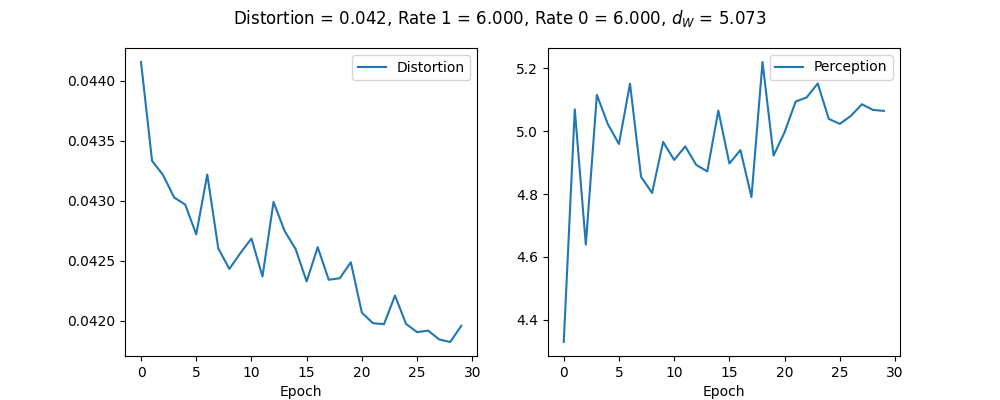 Distortion = 0.042, Rate 1 = 6.000, Rate 0 = 6.000, d_W = 5.073
Distortion
0.0440
0.0435
0.0430
0.0425
0.0420
0 5 10 15 20 25 30
Epoch
Perception
5.2
5.0
4.8
4.6
4.4
0 5 10 15 20 25 30
Epoch